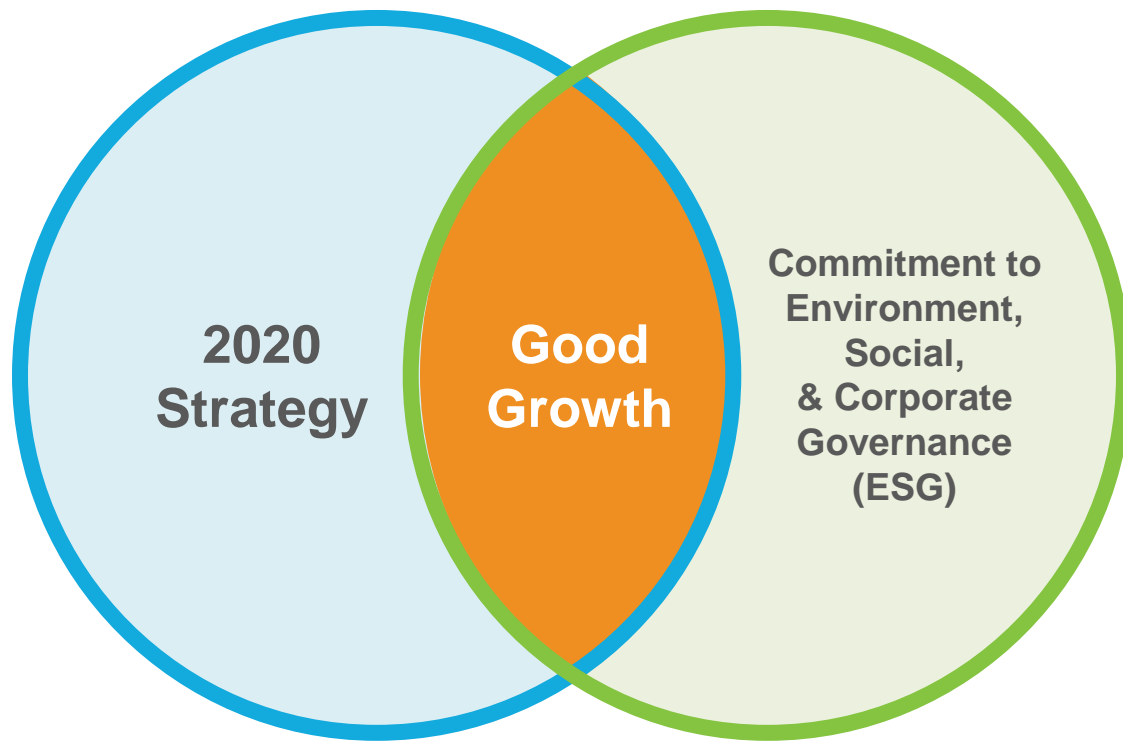 2020
Strategy
Good
Growth
Commitment to
Environment,
Social,
& Corporate
Governance
(ESG)